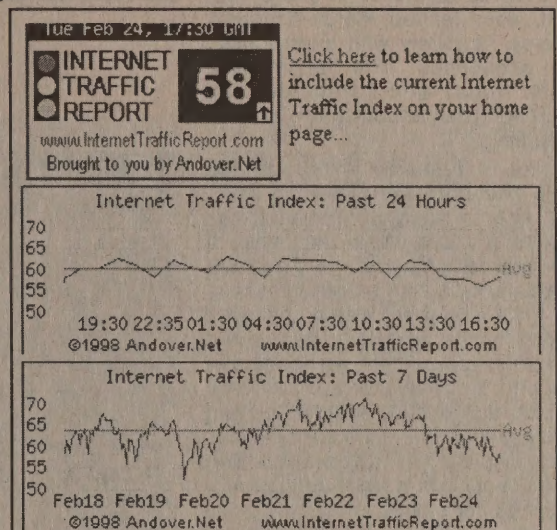 Tue Feb 24, 17:30 GMT
INTERNET
TRAFFIC
REPORT
58
www.InternetTrafficReport.com
Brought to you by Andover.Net
Click here to learn how to
include the current Internet
Traffic Index on your home
page...
Internet Traffic Index: Past 24 Hours
70
65
60
55
50
Avg
19:30 22:35 01:30 04:30 07:30 10:30 13:30 16:30
©1998 Andover.Net www.InternetTrafficReport.com
Internet Traffic Index: Past 7 Days
70
65
60
55
50
Avg
Feb18 Feb19 Feb20 Feb21 Feb22 Feb23 Feb24
©1998 Andover.Net www.InternetTrafficReport.com